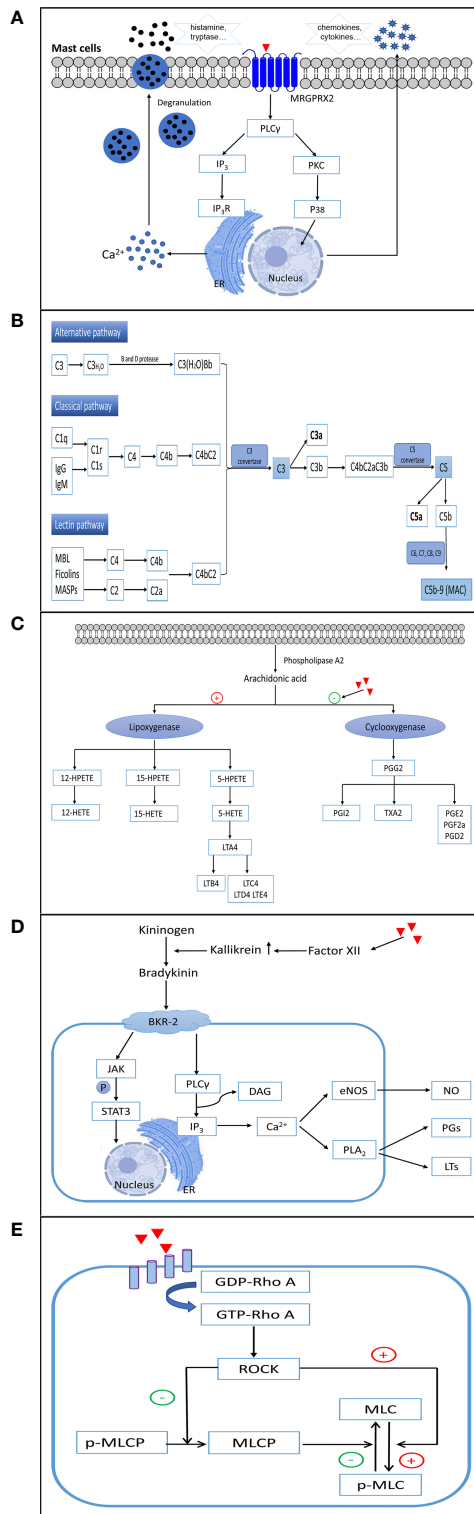 A
Mast cells
histamine,
tryptase...
chemokines,
cytokines...
MRGPRX2
Degranulation
PLCγ
IP3
PKC
IP3R
P38
Ca2+
ER
Nucleus
B
Alternative pathway
C3
C3H2O
B and D protease
C3(H2O)Bb
Classical pathway
C1q
IgG
IgM
C1r
C1s
C4
C4b
C4bC2
C3
convertase
C3
C3a
C3b
C4bC2aC3b
C5
convertase
C5
C5a
C5b
C6, C7, C8, C9
C5b-9 (MAC)
Lectin pathway
MBL
Ficolins
MASPs
C4
C4b
C2
C2a
C4bC2
C
Phospholipase A2
Arachidonic acid
+
-
Lipoxygenase
Cyclooxygenase
12-HPETE
15-HPETE
5-HPETE
PGG2
12-HETE
15-HETE
5-HETE
PGI2
TXA2
PGE2
PGF2a
PGD2
LTA4
LTB4
LTC4
LTD4 LTE4
D
Kininogen
Kallikrein
Factor XII
Bradykinin
BKR-2
JAK
P
STAT3
PLCγ
DAG
IP3
Ca2+
eNOS
NO
PLA2
PGs
LTs
Nucleus
ER
E
GDP-Rho A
GTP-Rho A
ROCK
+
-
MLC
p-MLCP
MLCP
-
+
p-MLC